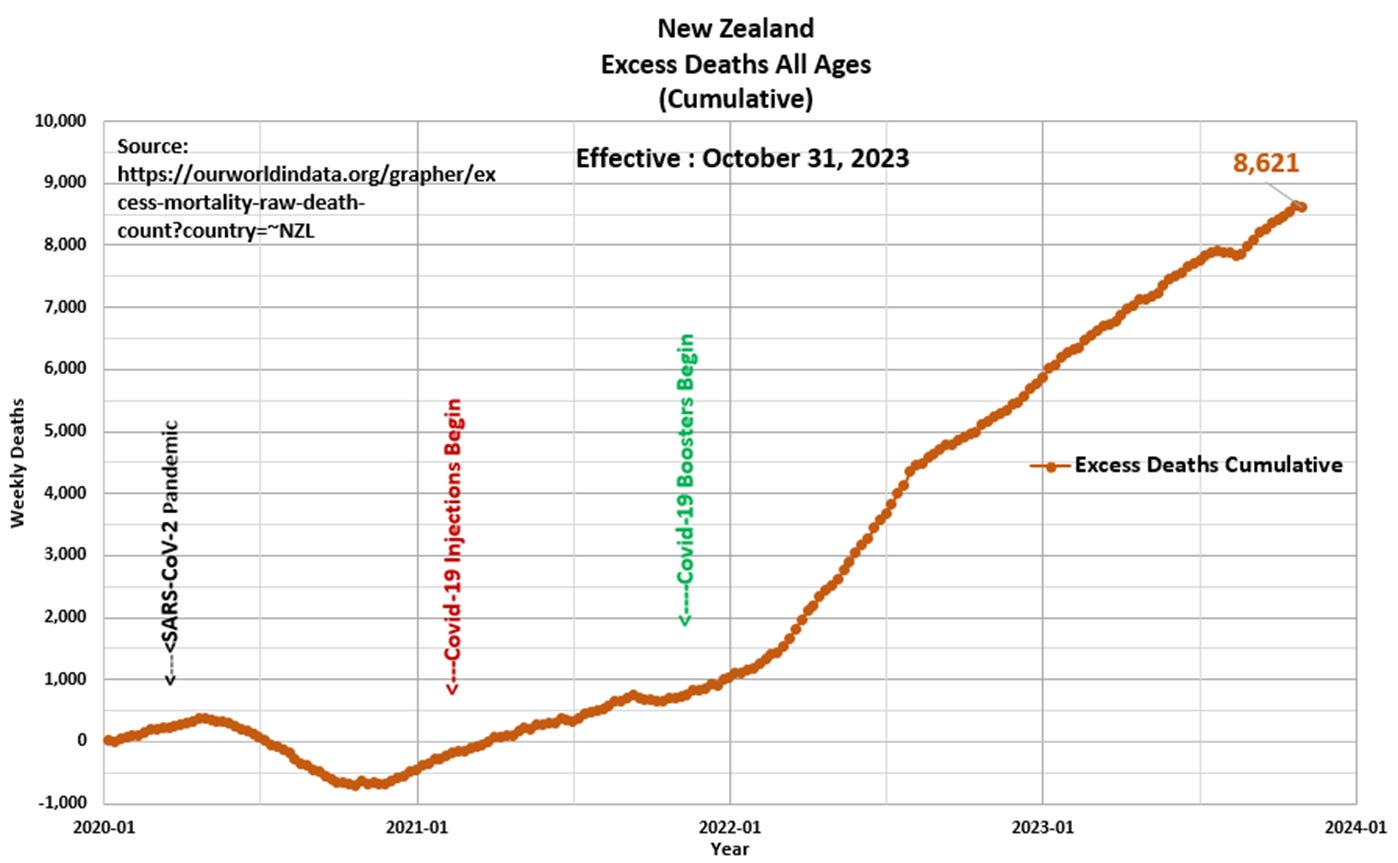 New Zealand
Excess Deaths All Ages
(Cumulative)
10,000
9,000
8,000
7,000
6,000
5,000
4,000
3,000
2,000
1,000
0
-1,000
Weekly Deaths
Source:
https://ourworldindata.org/grapher/ex
cess-mortality-raw-death-
count?country=~NZL
Effective : October 31, 2023
8,621
<----SARS-CoV-2 Pandemic
<---Covid-19 Injections Begin
<----Covid-19 Boosters Begin
Excess Deaths Cumulative
2020-01
2021-01
2022-01
2023-01
2024-01
Year